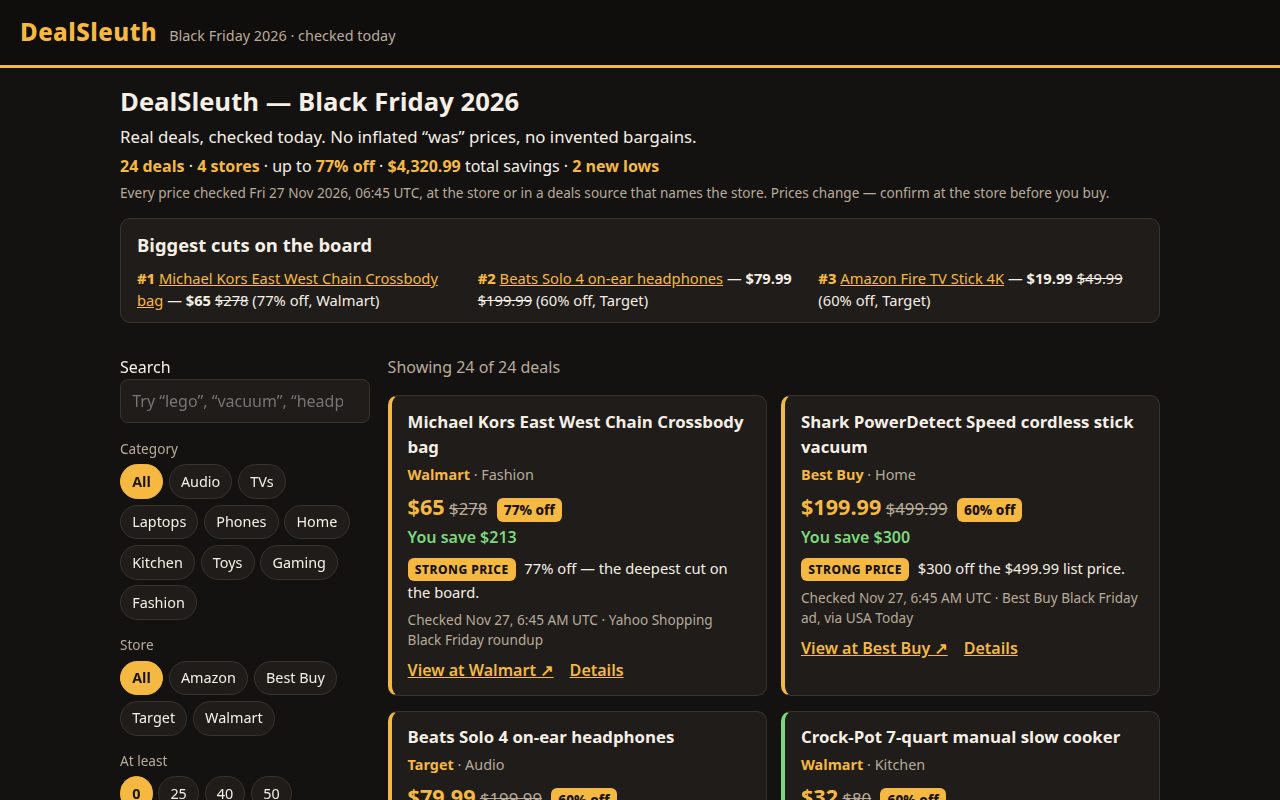 DealSleuth Black Friday 2026 · checked today
DealSleuth — Black Friday 2026
Real deals, checked today. No inflated “was” prices, no invented bargains.
24 deals · 4 stores · up to 77% off · $4,320.99 total savings · 2 new lows
Every price checked Fri 27 Nov 2026, 06:45 UTC, at the store or in a deals source that names the store. Prices change — confirm at the store before you buy.
Biggest cuts on the board
#1 Michael Kors East West Chain Crossbody
bag — $65 $278 (77% off, Walmart)
#2 Beats Solo 4 on-ear headphones — $79.99
$199.99 (60% off, Target)
#3 Amazon Fire TV Stick 4K — $19.99 $49.99
(60% off, Target)
Search
Try “lego”, “vacuum”, “headp
Category
All Audio TVs
Laptops Phones Home
Kitchen Toys Gaming
Fashion
Store
All Amazon Best Buy
Target Walmart
At least
0 25 40 50
Showing 24 of 24 deals
Michael Kors East West Chain Crossbody
bag
Walmart · Fashion
$65 $278 77% off
You save $213
STRONG PRICE 77% off — the deepest cut on
the board.
Checked Nov 27, 6:45 AM UTC · Yahoo Shopping
Black Friday roundup
View at Walmart ↗ Details
Shark PowerDetect Speed cordless stick
vacuum
Best Buy · Home
$199.99 $499.99 60% off
You save $300
STRONG PRICE $300 off the $499.99 list price.
Checked Nov 27, 6:45 AM UTC · Best Buy Black Friday
ad, via USA Today
View at Best Buy ↗ Details
Beats Solo 4 on-ear headphones
Target · Audio
$79.99 $199.99 60% off
Crock-Pot 7-quart manual slow cooker
Walmart · Kitchen
$32 $80 60% off